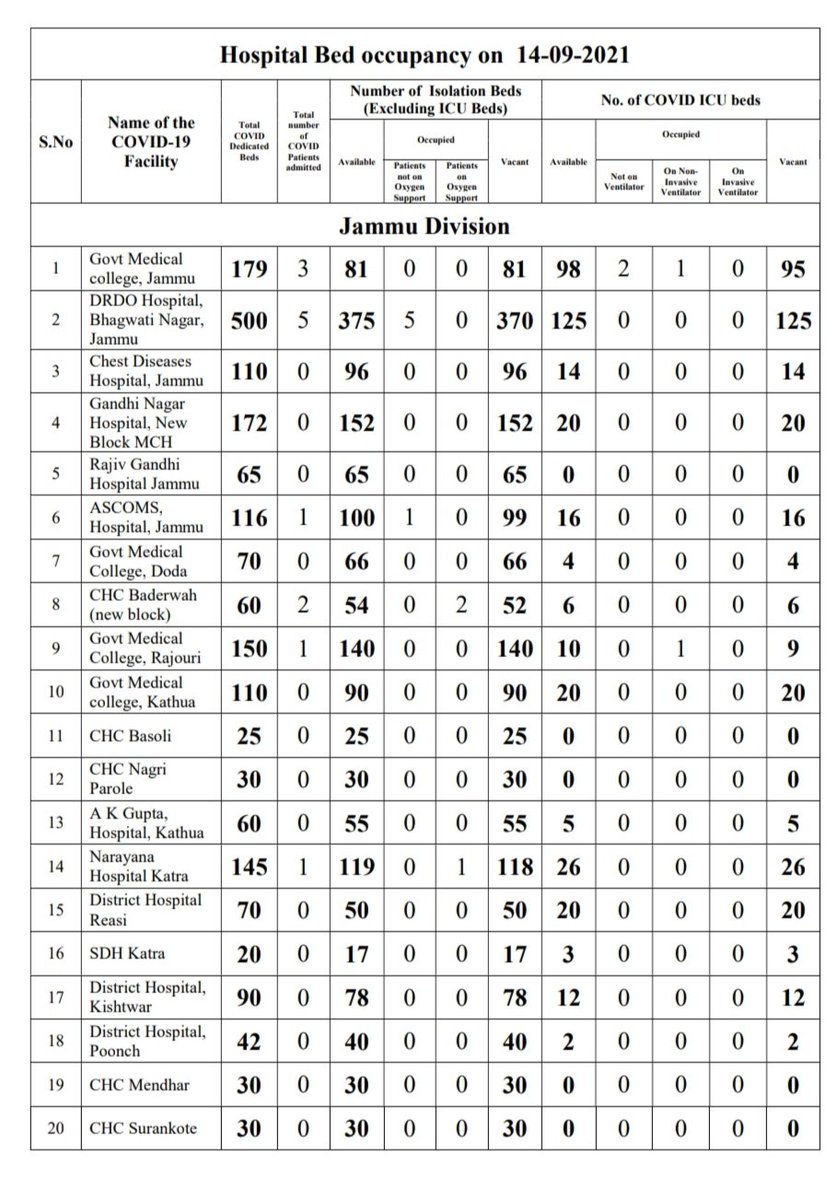 Hospital Bed occupancy on 14-09-2021
S.No
Name of the
COVID-19
Facility
Total
COVID
Dedicated
Beds
Total
number
of
COVID
Patients
admitted
Number of Isolation Beds
(Excluding ICU Beds)
Available
Occupied
Patients
not on
Oxygen
Support
Patients
on
Oxygen
Support
Vacant
No. of COVID ICU beds
Available
Occupied
Not on
Ventilator
On Non-
Invasive
Ventilator
On
Invasive
Ventilator
Vacant
Jammu Division
1 Govt Medical
college, Jammu 179 3 81 0 0 81 98 2 1 0 95
DRDO Hospital,
2 Bhagwati Nagar, 500 5 375 5 0 370 125 0 0 0 125
Jammu
3 Chest Diseases
Hospital, Jammu 110 0 96 0 0 96 14 0 0 0 14
Gandhi Nagar
4 Hospital, New 172 0 152 0 0 152 20 0 0 0 20
Block MCH
5 Rajiv Gandhi
Hospital Jammu 65 0 65 0 0 65 0 0 0 0 0
6 ASCOMS,
Hospital, Jammu 116 1 100 1 0 99 16 0 0 0 16
7 Govt Medical
College, Doda 70 0 66 0 0 66 4 0 0 0 4
8 CHC Baderwah
(new block) 60 2 54 0 2 52 6 0 0 0 6
9 Govt Medical
College, Rajouri 150 1 140 0 0 140 10 0 1 0 9
10 Govt Medical
college, Kathua 110 0 90 0 0 90 20 0 0 0 20
11 CHC Basoli 25 0 25 0 0 25 0 0 0 0 0
12 CHC Nagri
Parole 30 0 30 0 0 30 0 0 0 0 0
13 A K Gupta,
Hospital, Kathua 60 0 55 0 0 55 5 0 0 0 5
14 Narayana
Hospital Katra 145 1 119 0 1 118 26 0 0 0 26
15 District Hospital
Reasi 70 0 50 0 0 50 20 0 0 0 20
16 SDH Katra 20 0 17 0 0 17 3 0 0 0 3
17 District Hospital,
Kishtwar 90 0 78 0 0 78 12 0 0 0 12
18 District Hospital,
Poonch 42 0 40 0 0 40 2 0 0 0 2
19 CHC Mendhar 30 0 30 0 0 30 0 0 0 0 0
20 CHC Surankote 30 0 30 0 0 30 0 0 0 0 0